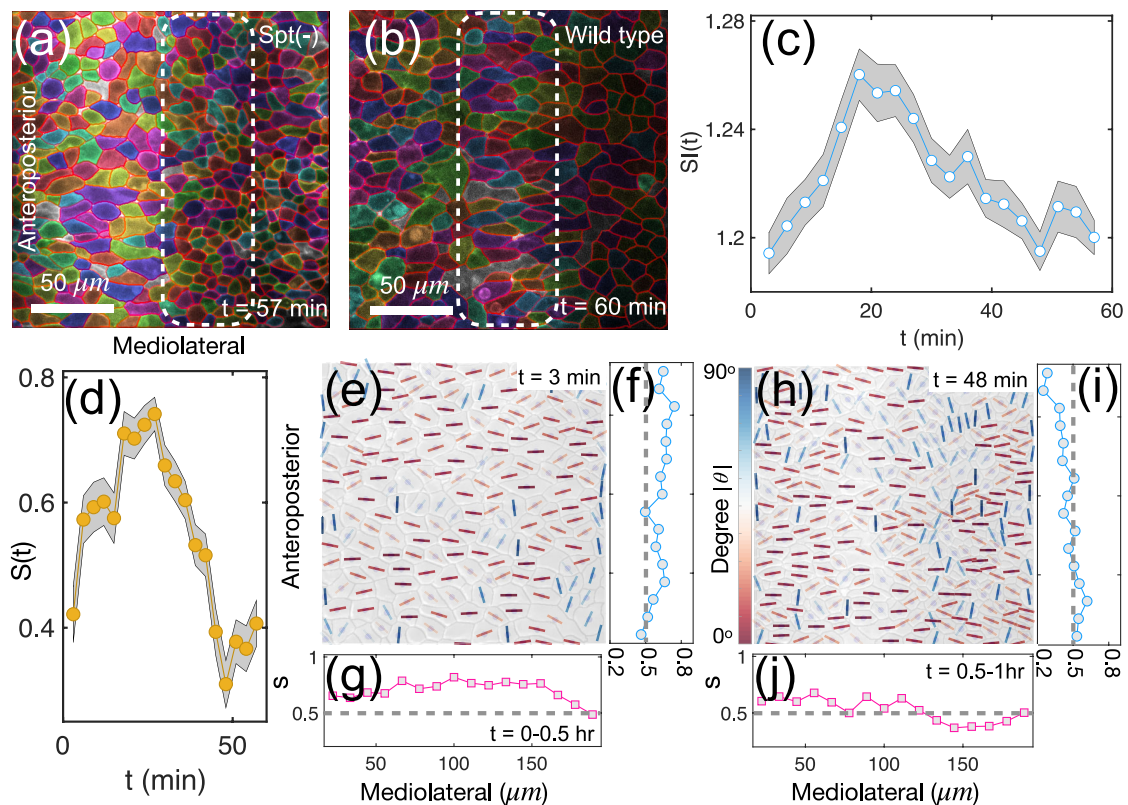 (a)
Spt(-)
Anteroposterior
50 μm
t = 57 min
Mediolateral
(b)
Wild type
50 μm
t = 60 min
(c)
SI(t)
1.28
1.24
1.2
0
20
40
60
t (min)
(d)
S(t)
0.8
0.6
0.4
0
50
t (min)
(e)
t = 3 min
Anteroposterior
(f)
0.2
0.5
0.8
(g)
s
1
0.5
t = 0-0.5 hr
50
100
150
Mediolateral (μm)
90º
Degree |θ|
0º
(h)
t = 48 min
(i)
0.2
0.5
0.8
(j)
s
1
0.5
t = 0.5-1hr
50
100
150
Mediolateral (μm)